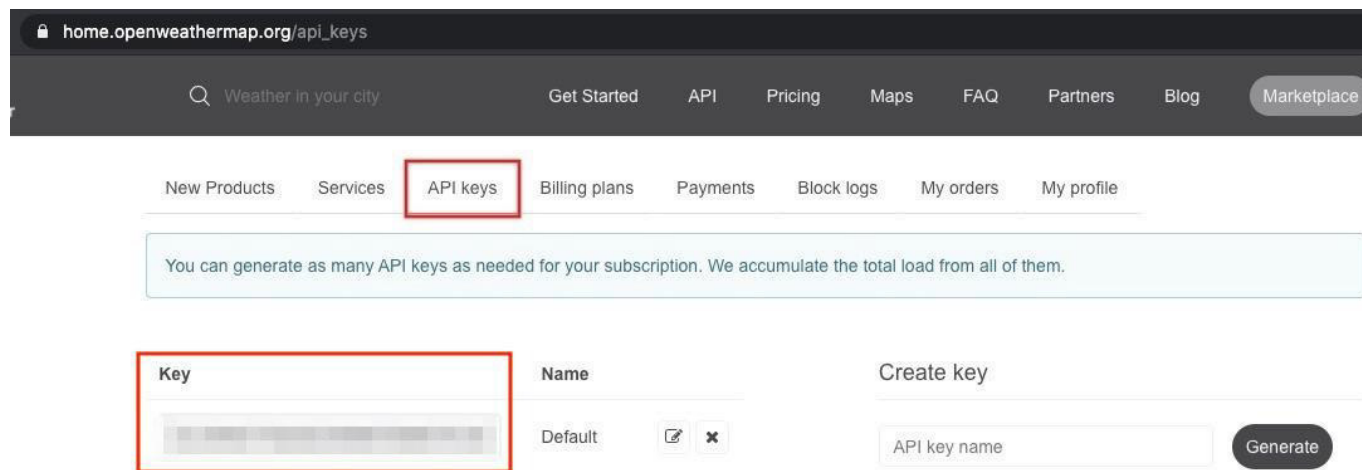 home.openweathermap.org/api_keys
Weather in your city Get Started API Pricing Maps FAQ Partners Blog Marketplace
New Products Services API keys Billing plans Payments Block logs My orders My profile
You can generate as many API keys as needed for your subscription. We accumulate the total load from all of them.
Key Name Create key
Default API key name Generate